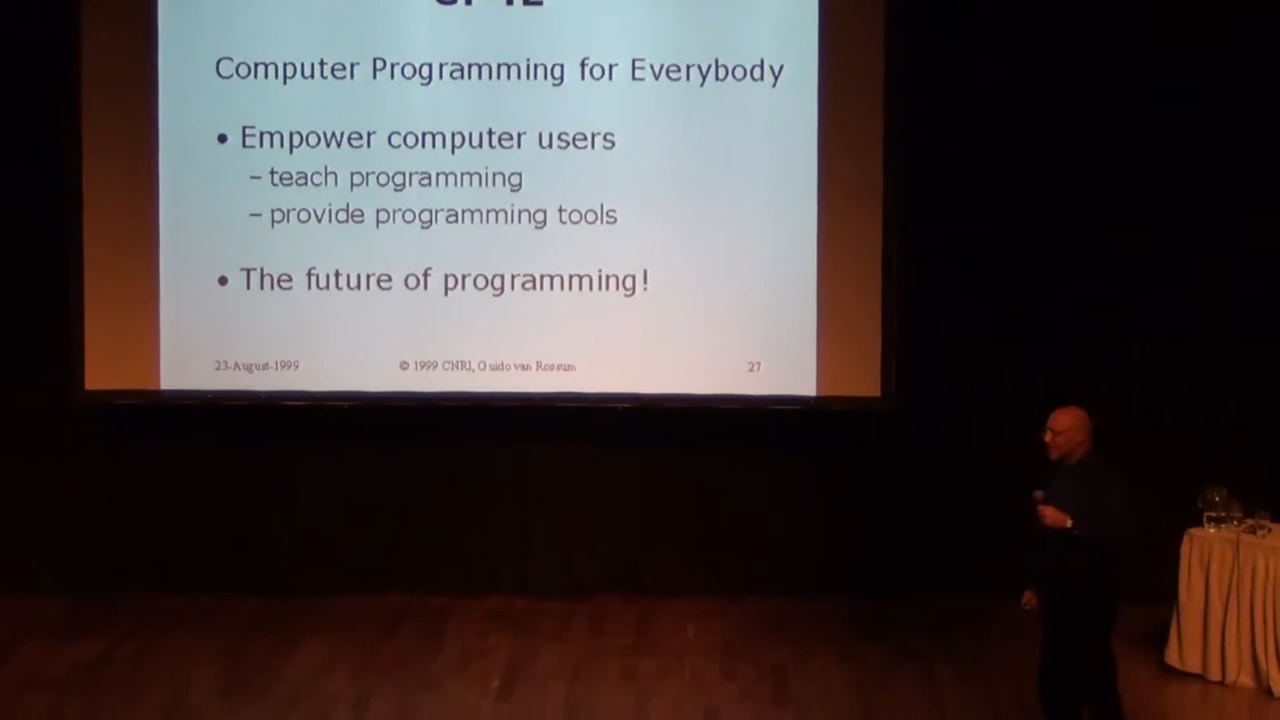 Computer Programming for Everybody
• Empower computer users
– teach programming
– provide programming tools
• The future of programming!
23-August-1999 © 1999 CNRI, Guido van Rossum 27